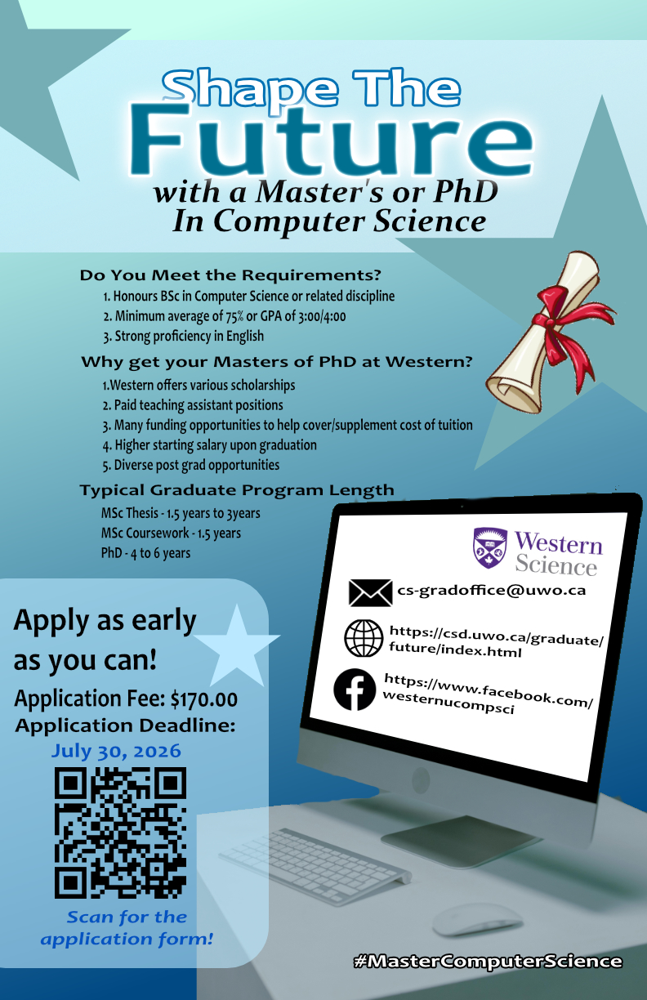 Shape The
Future
with a Master's or PhD
In Computer Science
Do You Meet the Requirements?
1. Honours BSc in Computer Science or related discipline
2. Minimum average of 75% or GPA of 3:00/4:00
3. Strong proficiency in English
Why get your Masters of PhD at Western?
1.Western offers various scholarships
2. Paid teaching assistant positions
3. Many funding opportunities to help cover/supplement cost of tuition
4. Higher starting salary upon graduation
5. Diverse post grad opportunities
Typical Graduate Program Length
MSc Thesis - 1.5 years to 3years
MSc Coursework - 1.5 years
PhD - 4 to 6 years
Western
Science
cs-gradoffice@uwo.ca
https://csd.uwo.ca/graduate/
future/index.html
https://www.facebook.com/
westernucompsci
Apply as early
as you can!
Application Fee: $170.00
Application Deadline:
July 30, 2026
Scan for the
application form!
#MasterComputerScience